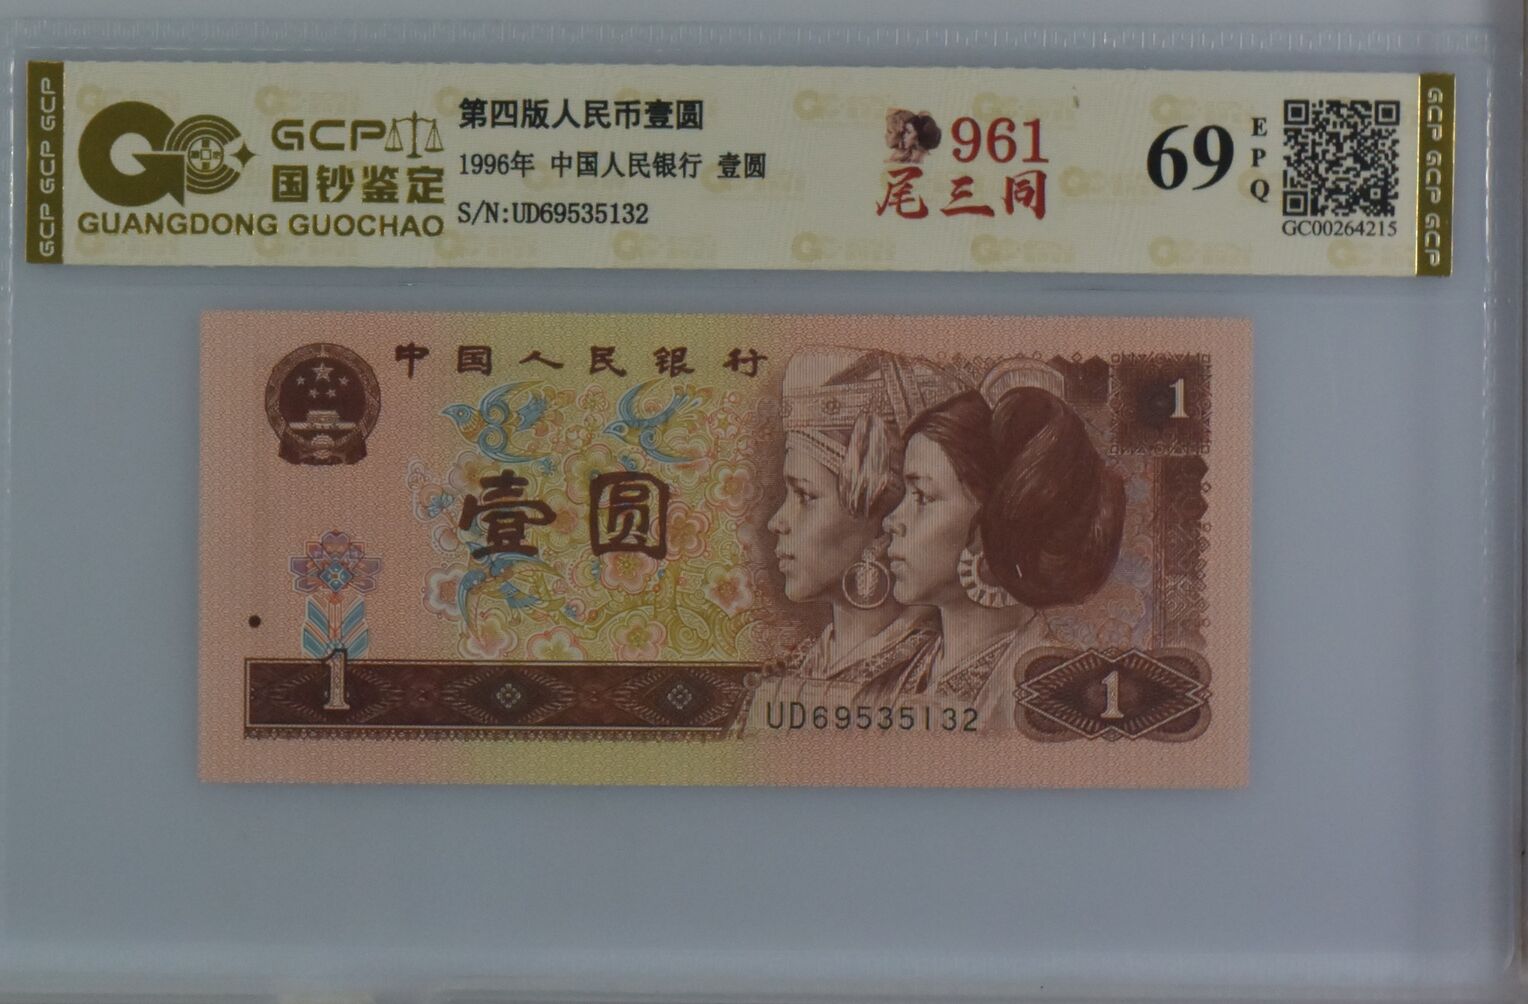 GCP GCP GCP
GCP
国钞鉴定
GUANGDONG GUOCHAO
第四版人民币壹圆
1996年 中国人民银行 壹圆
S/N:UD69535132
961
尾三同
69
EPQ
GC00264215
GCP GCP GCP
中国人民银行
1
壹圆
1
1
UD69535132